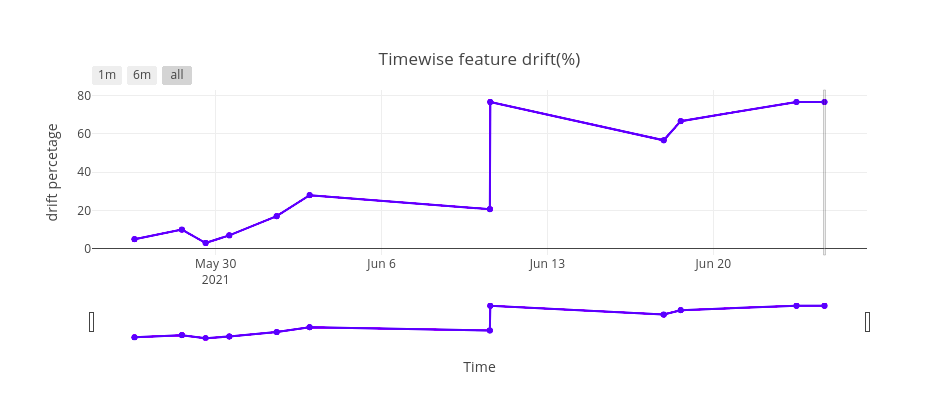 Timewise feature drift(%)
1m 6m all
80
60
40
20
0
drift percetage
May 30 Jun 6 Jun 13 Jun 20
2021
Time